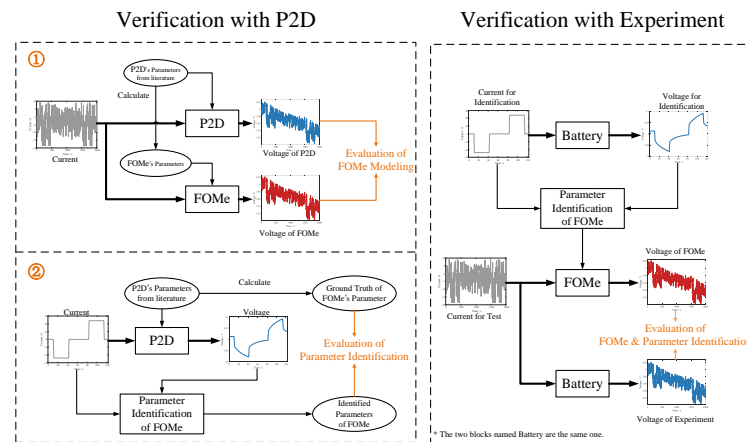 Verification with P2D
Verification with Experiment
①
P2D's Parameters
from literature
Calculate
Current
P2D
Voltage of P2D
FOMe's Parameters
FOMe
Voltage of FOMe
Evaluation of
FOMe Modeling
②
P2D's Parameters
from literature
Calculate
Ground Truth of
FOMe's Parameter
Current
P2D
Voltage
Evaluation of
Parameter Identification
Parameter
Identification
of FOMe
Identified
Parameters
of FOMe
Current for
Identification
Battery
Voltage for
Identification
Parameter
Identification
of FOMe
Current for Test
FOMe
Voltage of FOMe
Evaluation of
FOMe & Parameter Identification
Battery
Voltage of Experiment
* The two blocks named Battery are the same one.